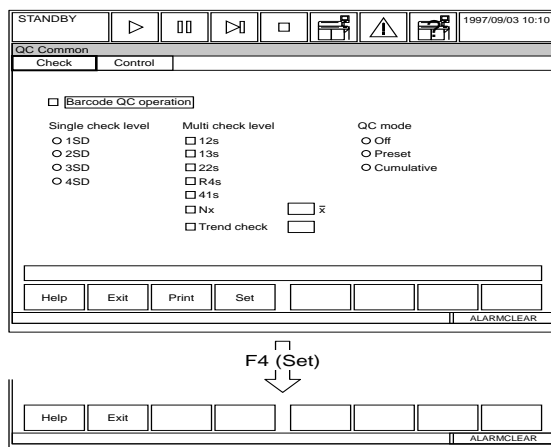 STANDBY
1997/09/03 10:10
QC Common
Check Control
Barcode QC operation
Single check level Multi check level QC mode
1SD 12s Off
2SD 13s Preset
3SD 22s Cumulative
4SD R4s
41s
Nx x̅
Trend check
Help Exit Print Set
ALARMCLEAR
F4 (Set)
Help Exit
ALARMCLEAR